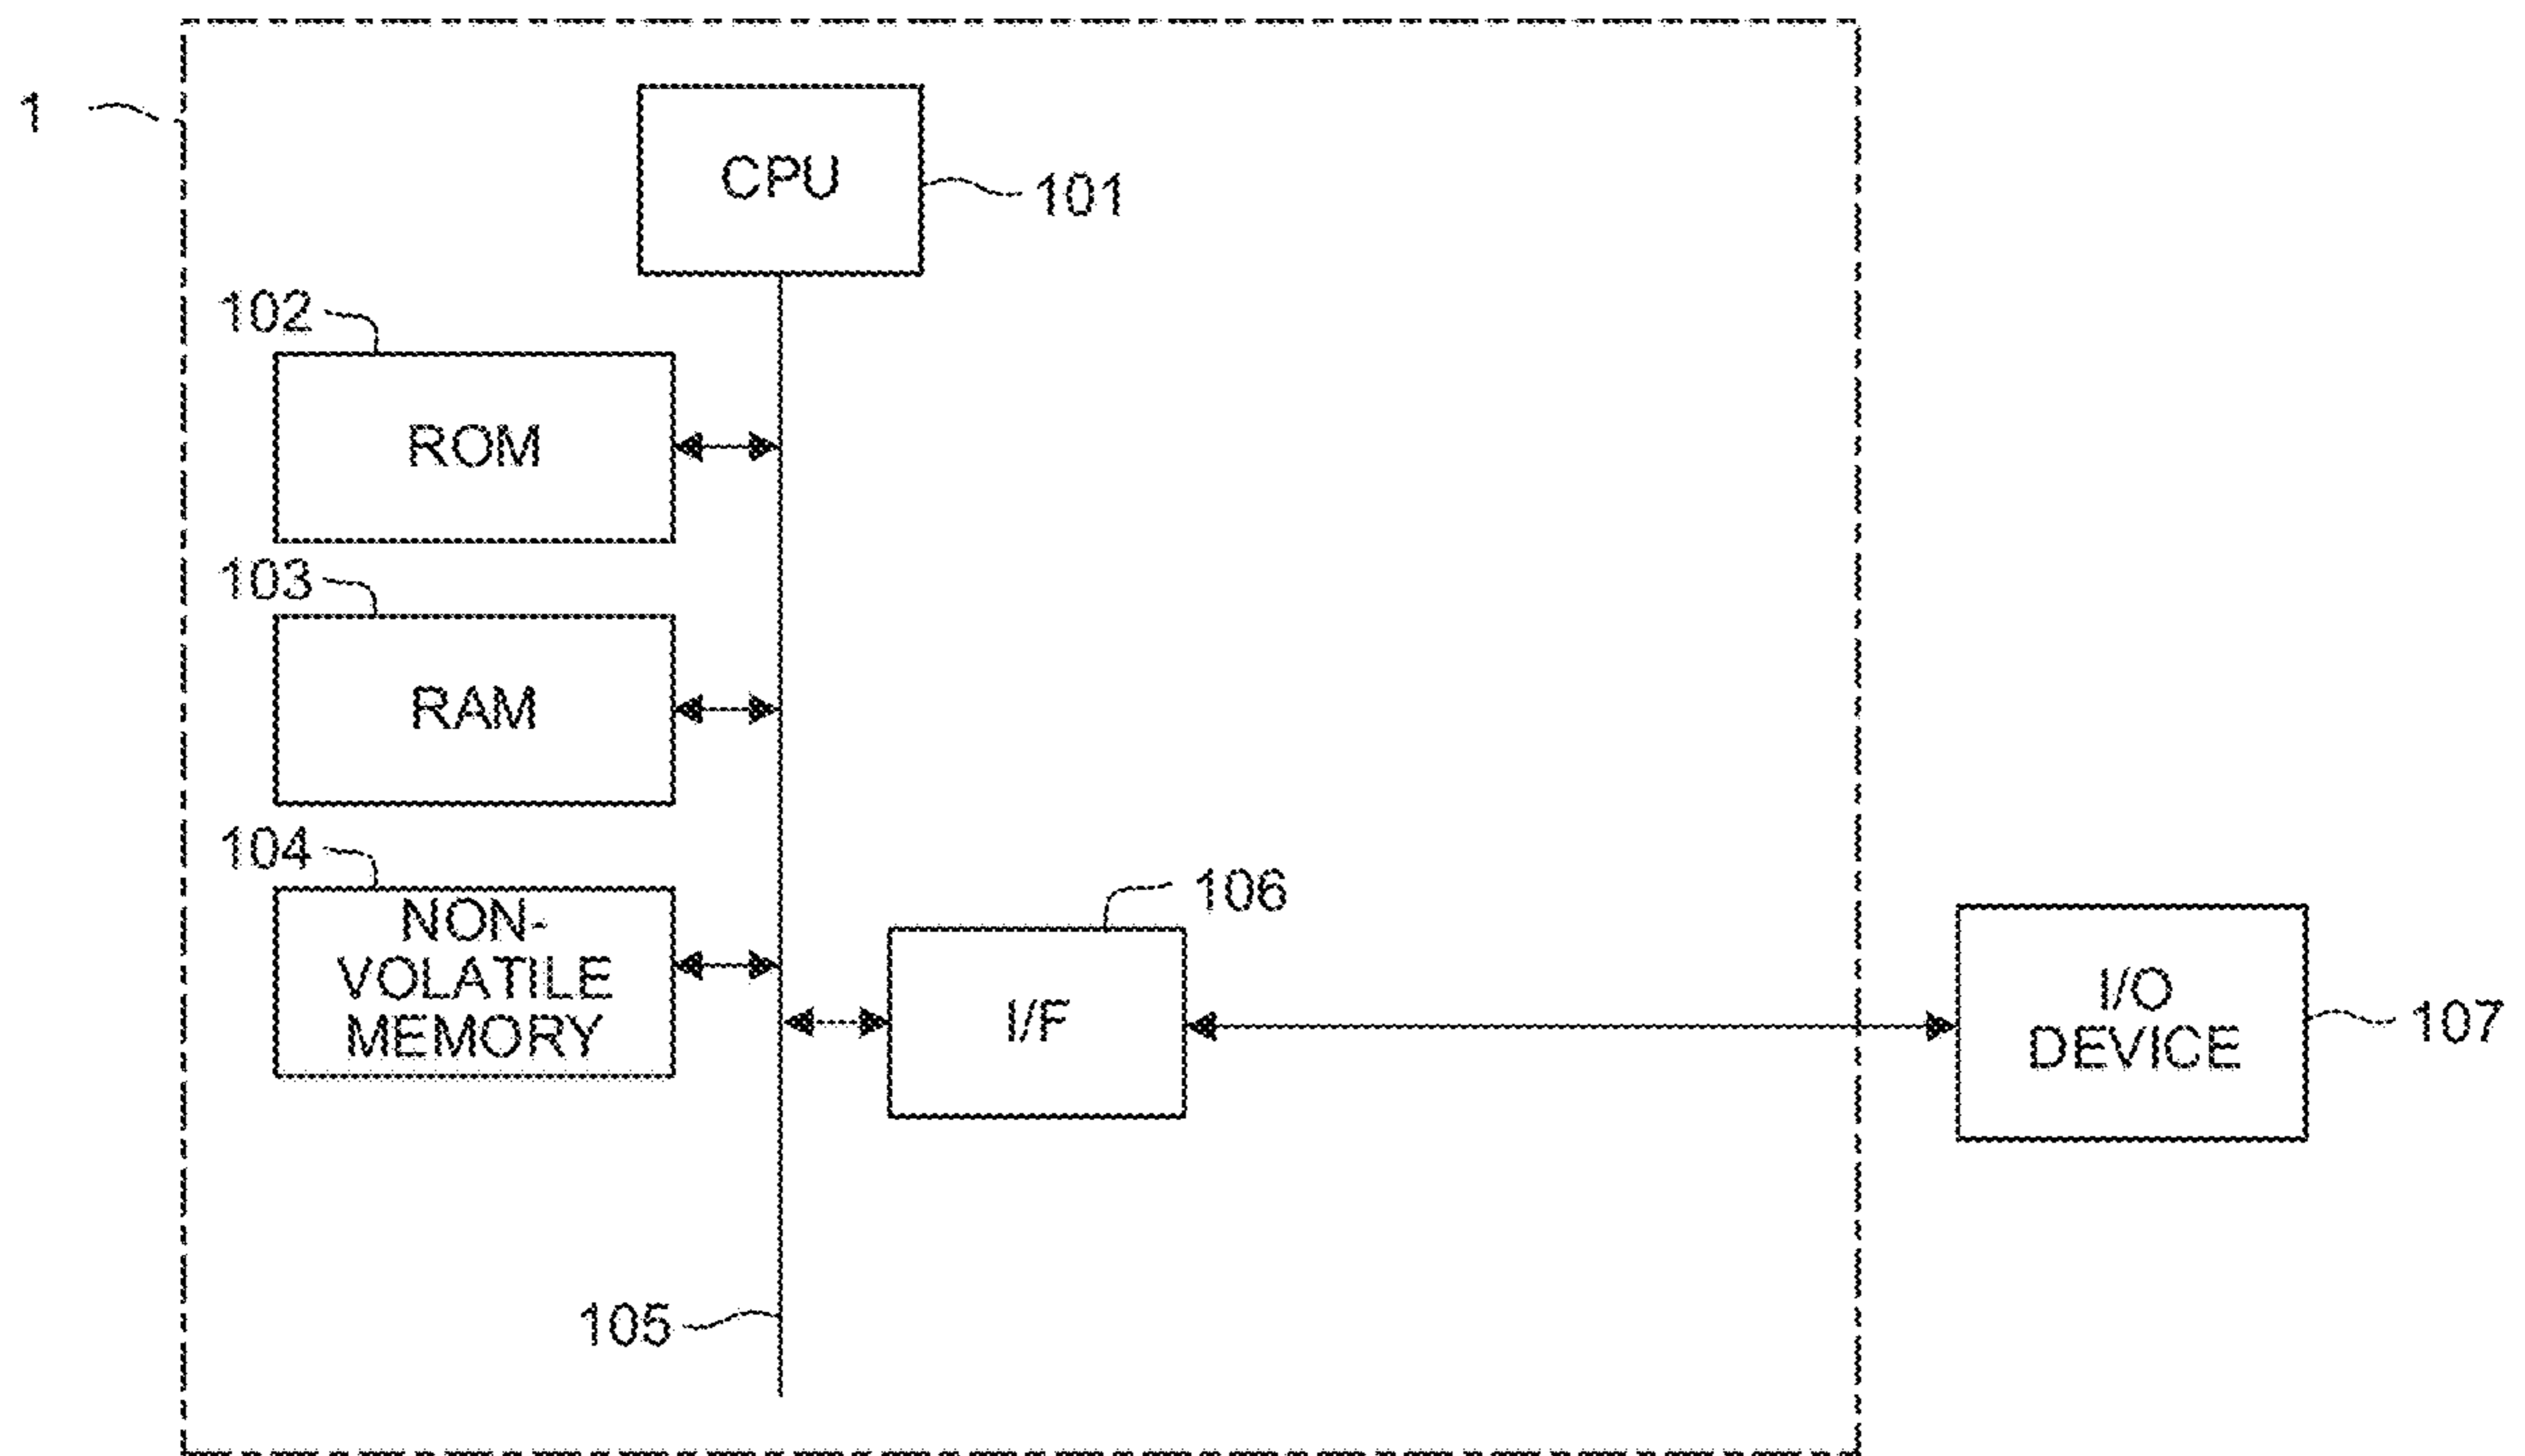 1
CPU
101
102
ROM
103
RAM
104
NON-
VOLATILE
MEMORY
106
I/F
I/O
DEVICE
107
105